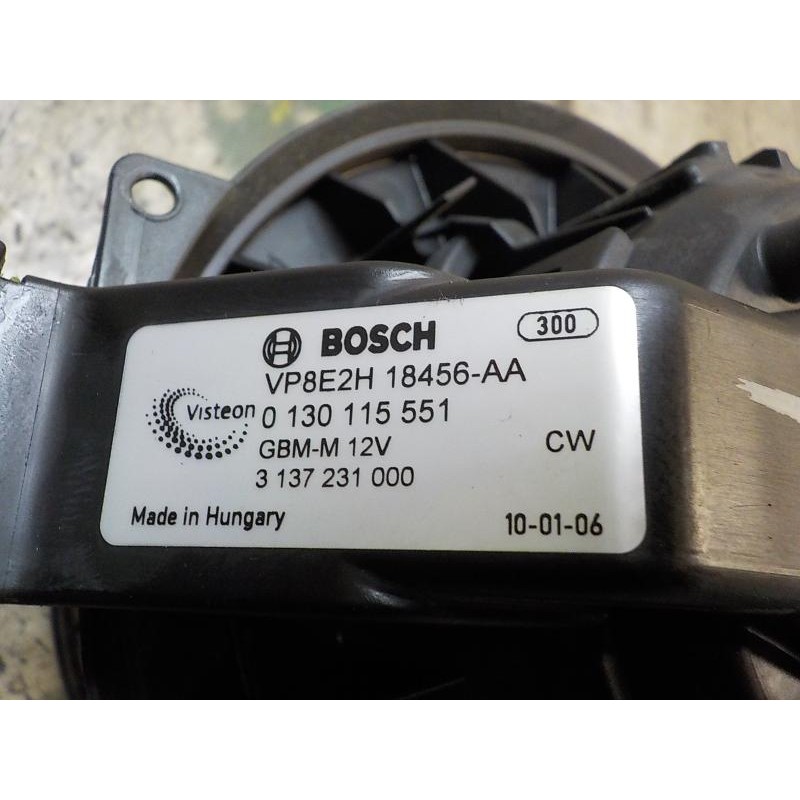 BOSCH
300
VP8E2H 18456-AA
Visteon
0 130 115 551
GBM-M 12V
CW
3 137 231 000
Made in Hungary
10-01-06